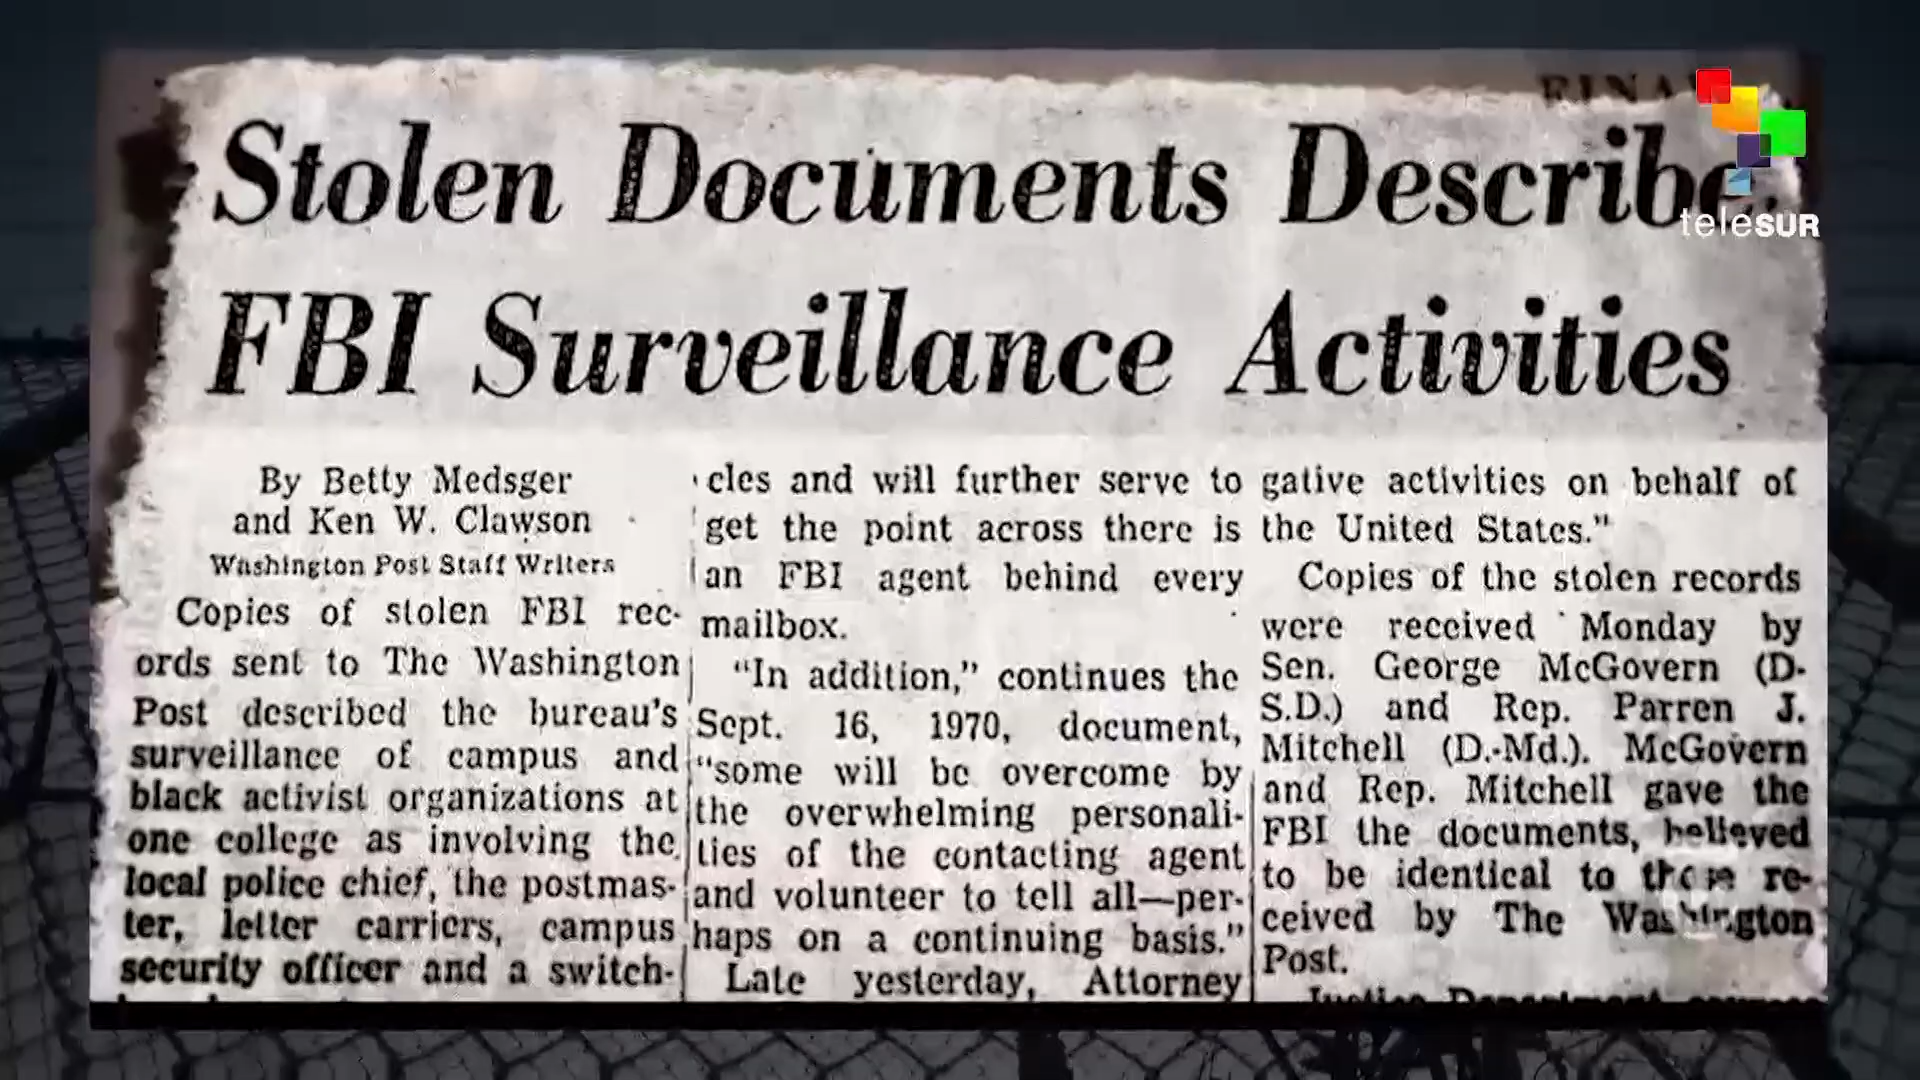 FINA
Stolen Documents Describe
FBI Surveillance Activities
teleSUR
By Betty Medsger
and Ken W. Clawson
Washington Post Staff Writers
Copies of stolen FBI rec-
ords sent to The Washington
Post described the bureau's
surveillance of campus and
black activist organizations at
one college as involving the
local police chief, the postmas-
ter, letter carriers, campus
security officer and a switch-
cles and will further serve to
get the point across there is
an FBI agent behind every
mailbox.
"In addition," continues the
Sept. 16, 1970, document,
"some will be overcome by
the overwhelming personali-
ties of the contacting agent
and volunteer to tell all—per-
haps on a continuing basis."
Late yesterday, Attorney
gative activities on behalf of
the United States."
Copies of the stolen records
were received Monday by
Sen. George McGovern (D-
S.D.) and Rep. Parren J.
Mitchell (D.-Md.). McGovern
and Rep. Mitchell gave the
FBI the documents, believed
to be identical to those re-
ceived by The Washington
Post.
Justice Department